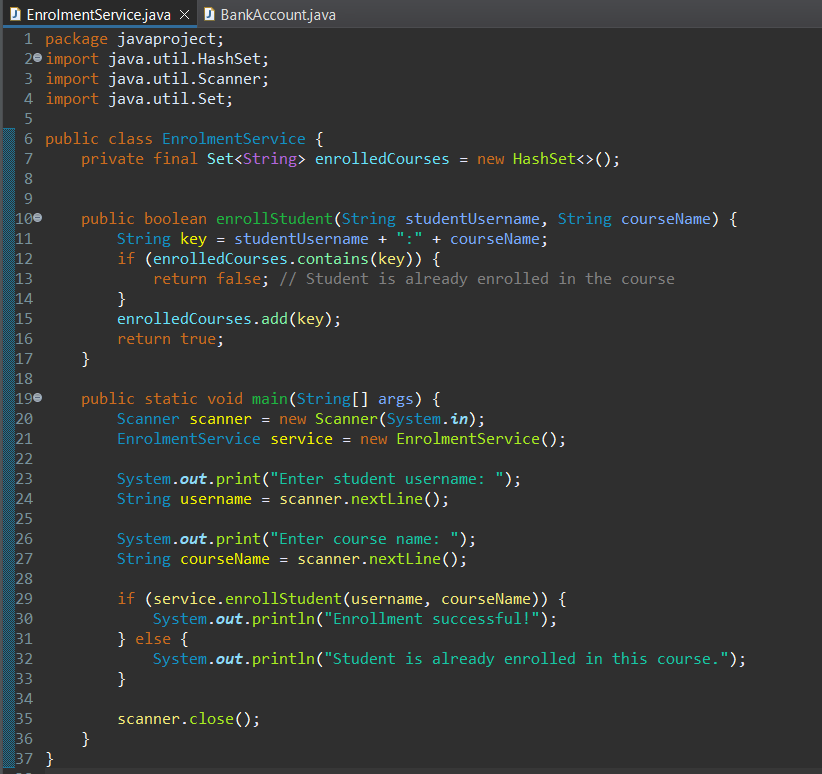 EnrolmentService.java × BankAccount.java
1 package javaproject;
2 import java.util.HashSet;
3 import java.util.Scanner;
4 import java.util.Set;
5
6 public class EnrolmentService {
7     private final Set<String> enrolledCourses = new HashSet<>();
8
9
10     public boolean enrollStudent(String studentUsername, String courseName) {
11         String key = studentUsername + ":" + courseName;
12         if (enrolledCourses.contains(key)) {
13             return false; // Student is already enrolled in the course
14         }
15         enrolledCourses.add(key);
16         return true;
17     }
18
19     public static void main(String[] args) {
20         Scanner scanner = new Scanner(System.in);
21         EnrolmentService service = new EnrolmentService();
22
23         System.out.print("Enter student username: ");
24         String username = scanner.nextLine();
25
26         System.out.print("Enter course name: ");
27         String courseName = scanner.nextLine();
28
29         if (service.enrollStudent(username, courseName)) {
30             System.out.println("Enrollment successful!");
31         } else {
32             System.out.println("Student is already enrolled in this course.");
33         }
34
35         scanner.close();
36     }
37 }